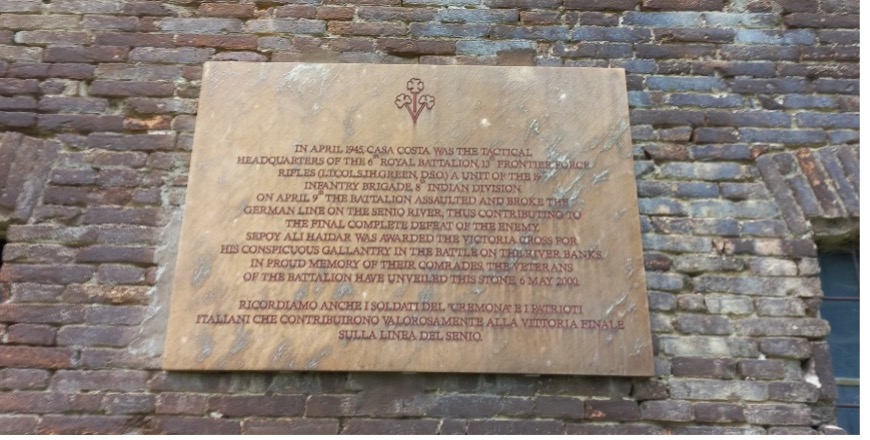 IN APRIL 1945, CASA COSTA WAS THE TACTICAL
HEADQUARTERS OF THE 6th ROYAL BATTALION, 13th FRONTIER FORCE
RIFLES (LT.COL.S.J.H.GREEN, D.S.O.) A UNIT OF THE 19th
INFANTRY BRIGADE, 8th INDIAN DIVISION.
ON APRIL 9th THE BATTALION ASSAULTED AND BROKE THE
GERMAN LINE ON THE SENIO RIVER, THUS CONTRIBUTING TO
THE FINAL COMPLETE DEFEAT OF THE ENEMY.
SEPOY ALI HAIDAR WAS AWARDED THE VICTORIA CROSS FOR
HIS CONSPICUOUS GALLANTRY IN THE BATTLE ON THE RIVER BANKS.
IN PROUD MEMORY OF THEIR COMRADES, THE VETERANS
OF THE BATTALION HAVE UNVEILED THIS STONE, 6 MAY 2000.
RICORDIAMO ANCHE I SOLDATI DEL "CREMONA" E I PATRIOTI
ITALIANI CHE CONTRIBUIRONO VALOROSAMENTE ALLA VITTORIA FINALE
SULLA LINEA DEL SENIO.